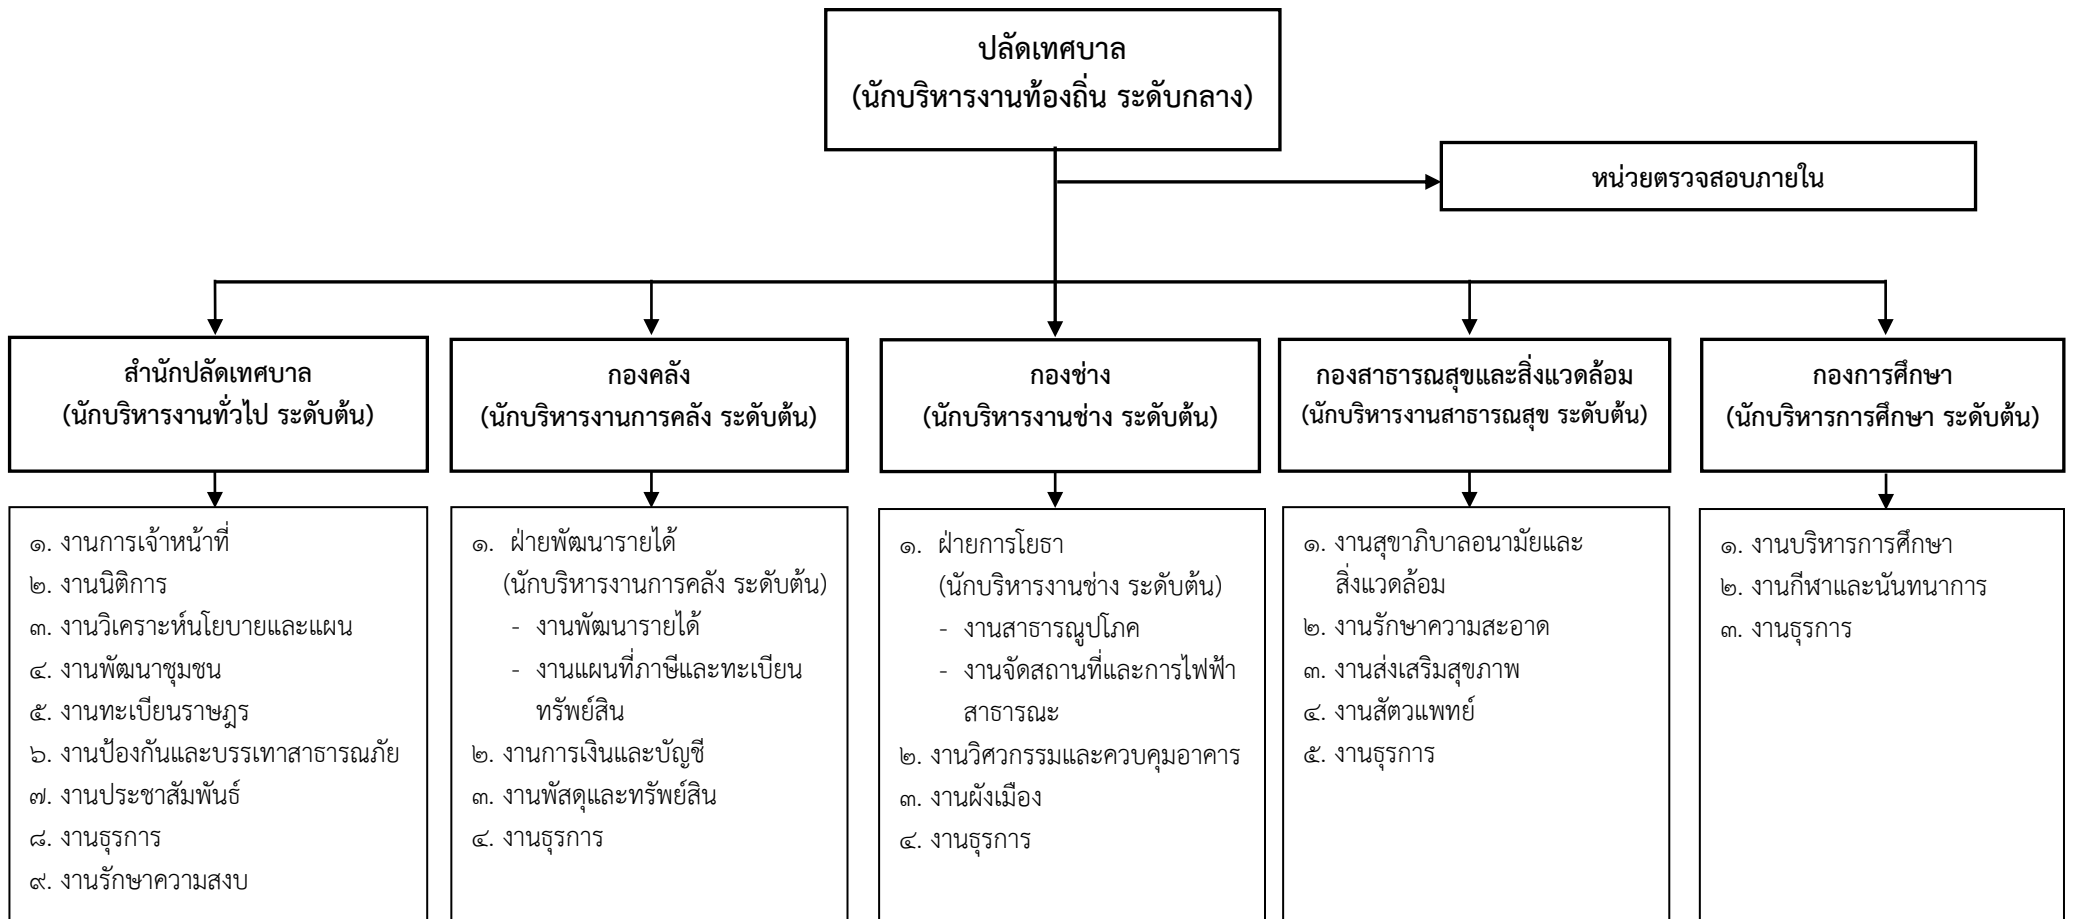 ปลัดเทศบาล
(นักบริหารงานท้องถิ่น ระดับกลาง)
หน่วยตรวจสอบภายใน
สำนักปลัดเทศบาล
(นักบริหารงานทั่วไป ระดับต้น)
กองคลัง
(นักบริหารงานการคลัง ระดับต้น)
กองช่าง
(นักบริหารงานช่าง ระดับต้น)
กองสาธารณสุขและสิ่งแวดล้อม
(นักบริหารงานสาธารณสุข ระดับต้น)
กองการศึกษา
(นักบริหารการศึกษา ระดับต้น)
๑. งานการเจ้าหน้าที่
๒. งานนิติการ
๓. งานวิเคราะห์นโยบายและแผน
๔. งานพัฒนาชุมชน
๕. งานทะเบียนราษฎร
๖. งานป้องกันและบรรเทาสาธารณภัย
๗. งานประชาสัมพันธ์
๘. งานธุรการ
๙. งานรักษาความสงบ
๑. ฝ่ายพัฒนารายได้
(นักบริหารงานการคลัง ระดับต้น)
- งานพัฒนารายได้
- งานแผนที่ภาษีและทะเบียน
ทรัพย์สิน
๒. งานการเงินและบัญชี
๓. งานพัสดุและทรัพย์สิน
๔. งานธุรการ
๑. ฝ่ายการโยธา
(นักบริหารงานช่าง ระดับต้น)
- งานสาธารณูปโภค
- งานจัดสถานที่และการไฟฟ้า
สาธารณะ
๒. งานวิศวกรรมและควบคุมอาคาร
๓. งานผังเมือง
๔. งานธุรการ
๑. งานสุขาภิบาลอนามัยและ
สิ่งแวดล้อม
๒. งานรักษาความสะอาด
๓. งานส่งเสริมสุขภาพ
๔. งานสัตวแพทย์
๕. งานธุรการ
๑. งานบริหารการศึกษา
๒. งานกีฬาและนันทนาการ
๓. งานธุรการ